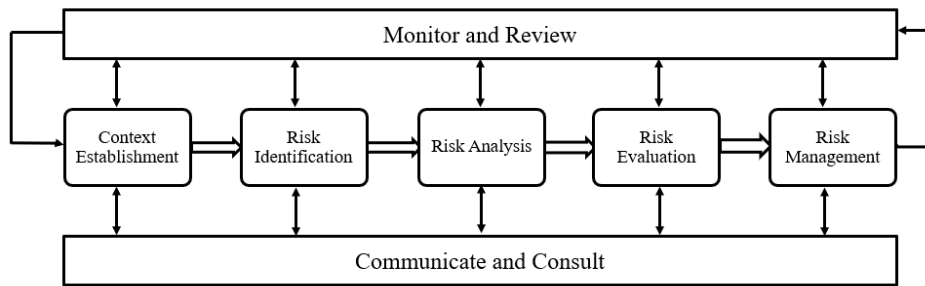 Monitor and Review
Context
Establishment
Risk
Identification
Risk Analysis
Risk
Evaluation
Risk
Management
Communicate and Consult